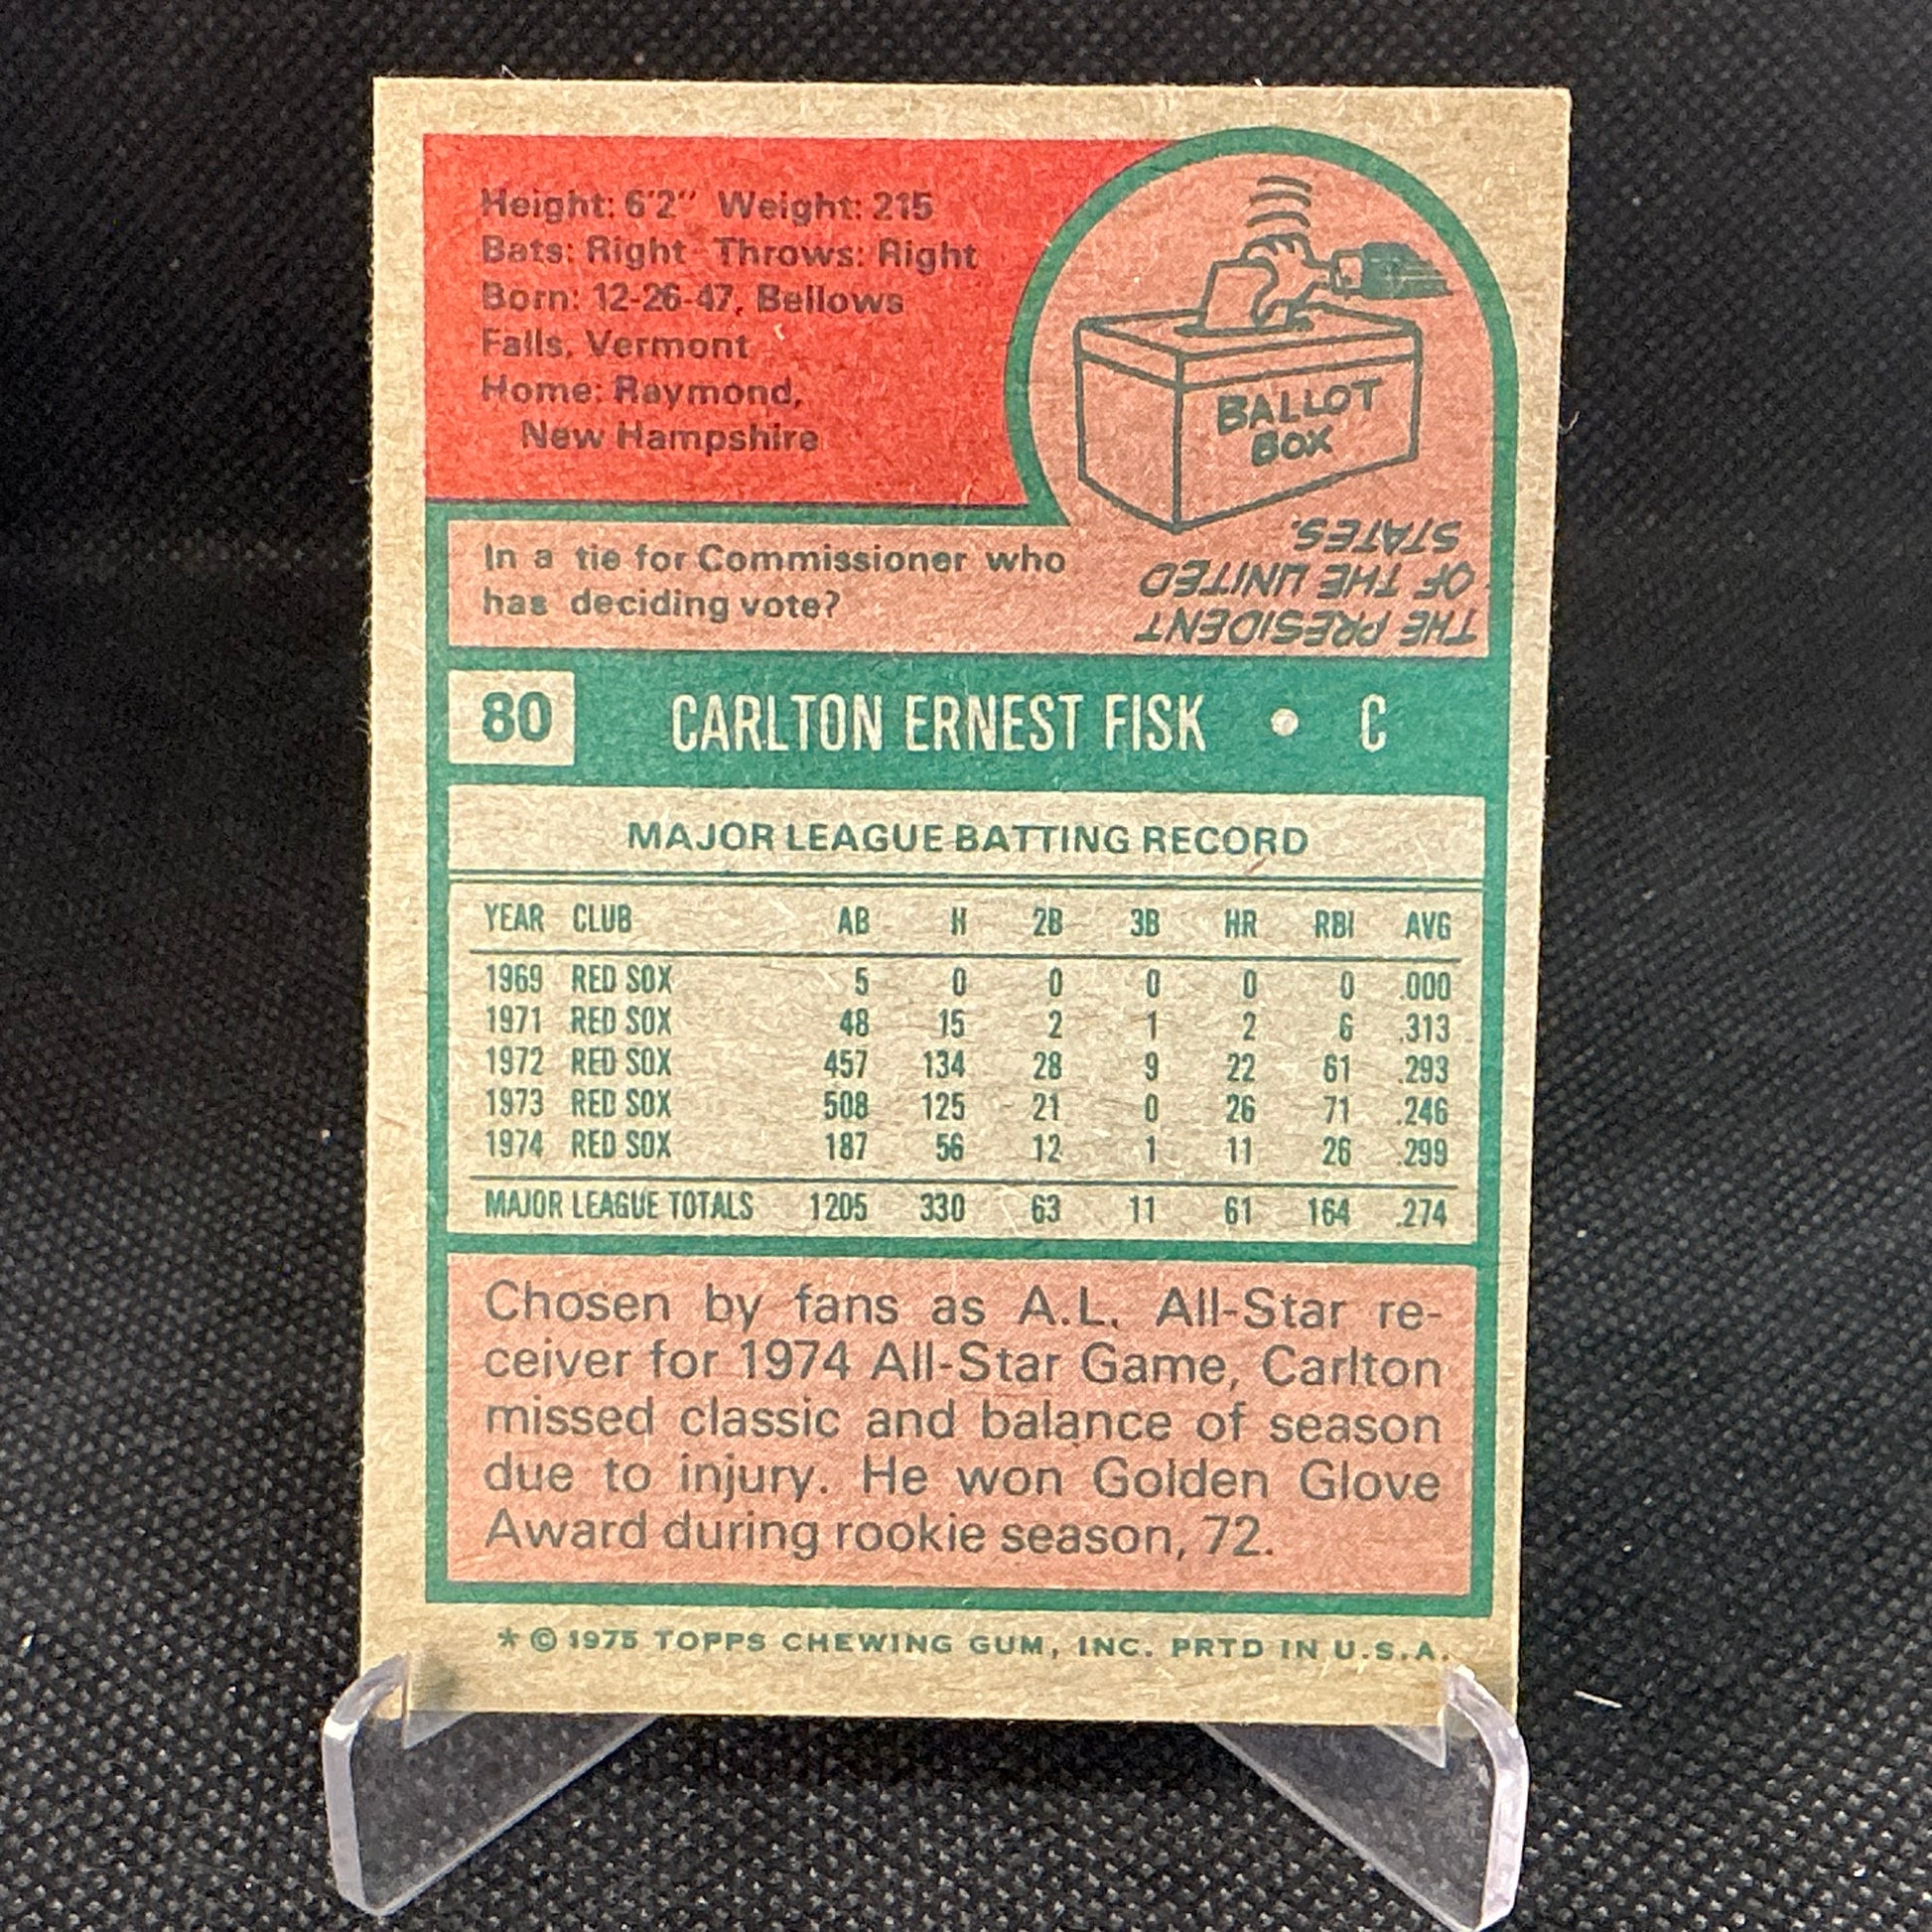 Height: 6'2" Weight: 215
Bats: Right Throws: Right
Born: 12-26-47, Bellows
Falls, Vermont
Home: Raymond,
New Hampshire
BALLOT
BOX
In a tie for Commissioner who
has deciding vote?
THE PRESIDENT
OF THE UNITED
STATES.
80 CARLTON ERNEST FISK • C
MAJOR LEAGUE BATTING RECORD
YEAR CLUB AB H 2B 3B HR RBI AVG
1969 RED SOX 5 0 0 0 0 0 .000
1971 RED SOX 48 15 2 1 2 6 .313
1972 RED SOX 457 134 28 9 22 61 .293
1973 RED SOX 508 125 21 0 26 71 .246
1974 RED SOX 187 56 12 1 11 26 .299
MAJOR LEAGUE TOTALS 1205 330 63 11 61 164 .274
Chosen by fans as A.L. All-Star re-
ceiver for 1974 All-Star Game, Carlton
missed classic and balance of season
due to injury. He won Golden Glove
Award during rookie season, 72.
* © 1975 TOPPS CHEWING GUM, INC. PRTD IN U.S.A.